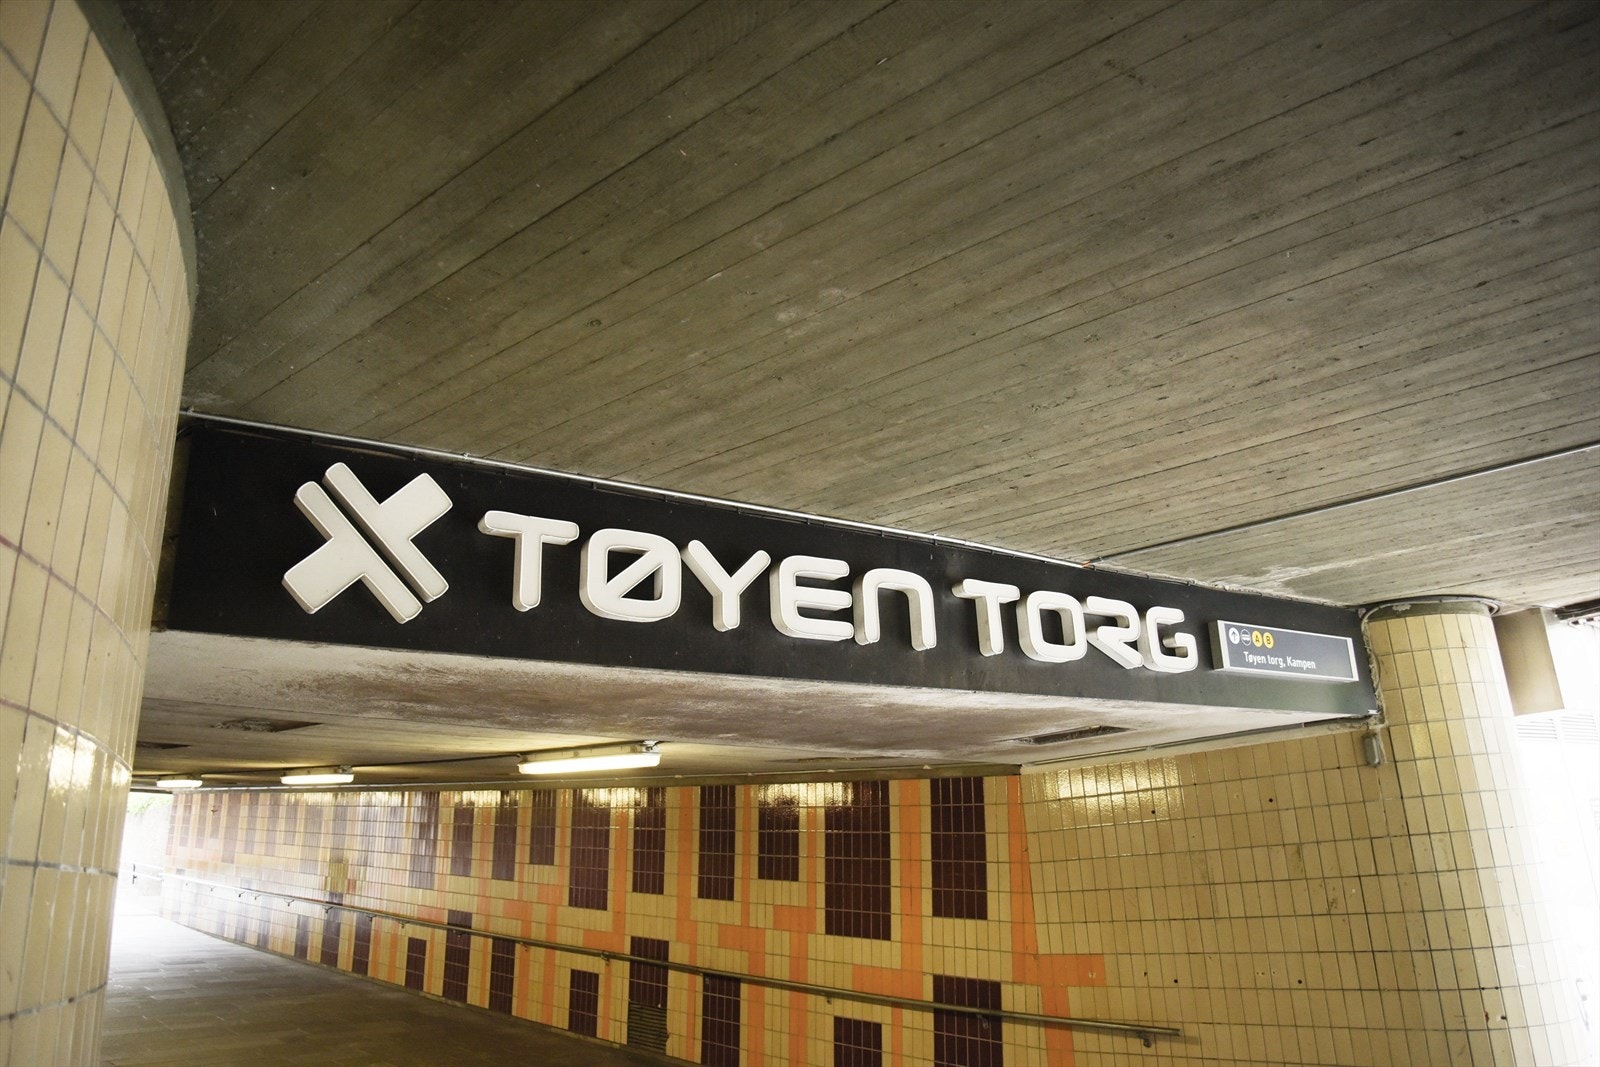 TØYEN TORG
A B
Tøyen torg, Kampen